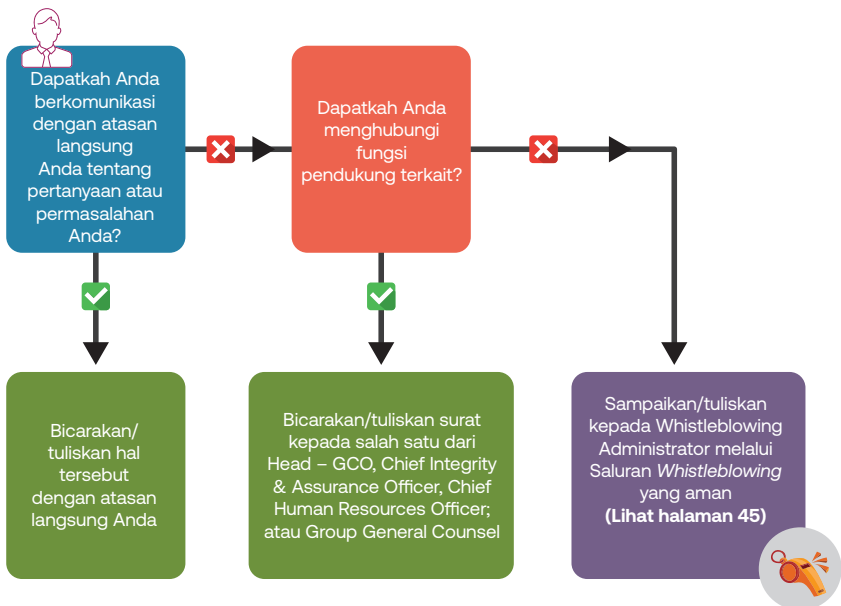 Dapatkah Anda
berkomunikasi
dengan atasan
langsung
Anda tentang
pertanyaan atau
permasalahan
Anda?
Dapatkah Anda
menghubungi
fungsi
pendukung terkait?
Bicarakan/
tuliskan hal
tersebut
dengan atasan
langsung Anda
Bicarakan/tuliskan surat
kepada salah satu dari
Head – GCO, Chief Integrity
& Assurance Officer, Chief
Human Resources Officer;
atau Group General Counsel
Sampaikan/tuliskan
kepada Whistleblowing
Administrator melalui
Saluran Whistleblowing
yang aman
(Lihat halaman 45)